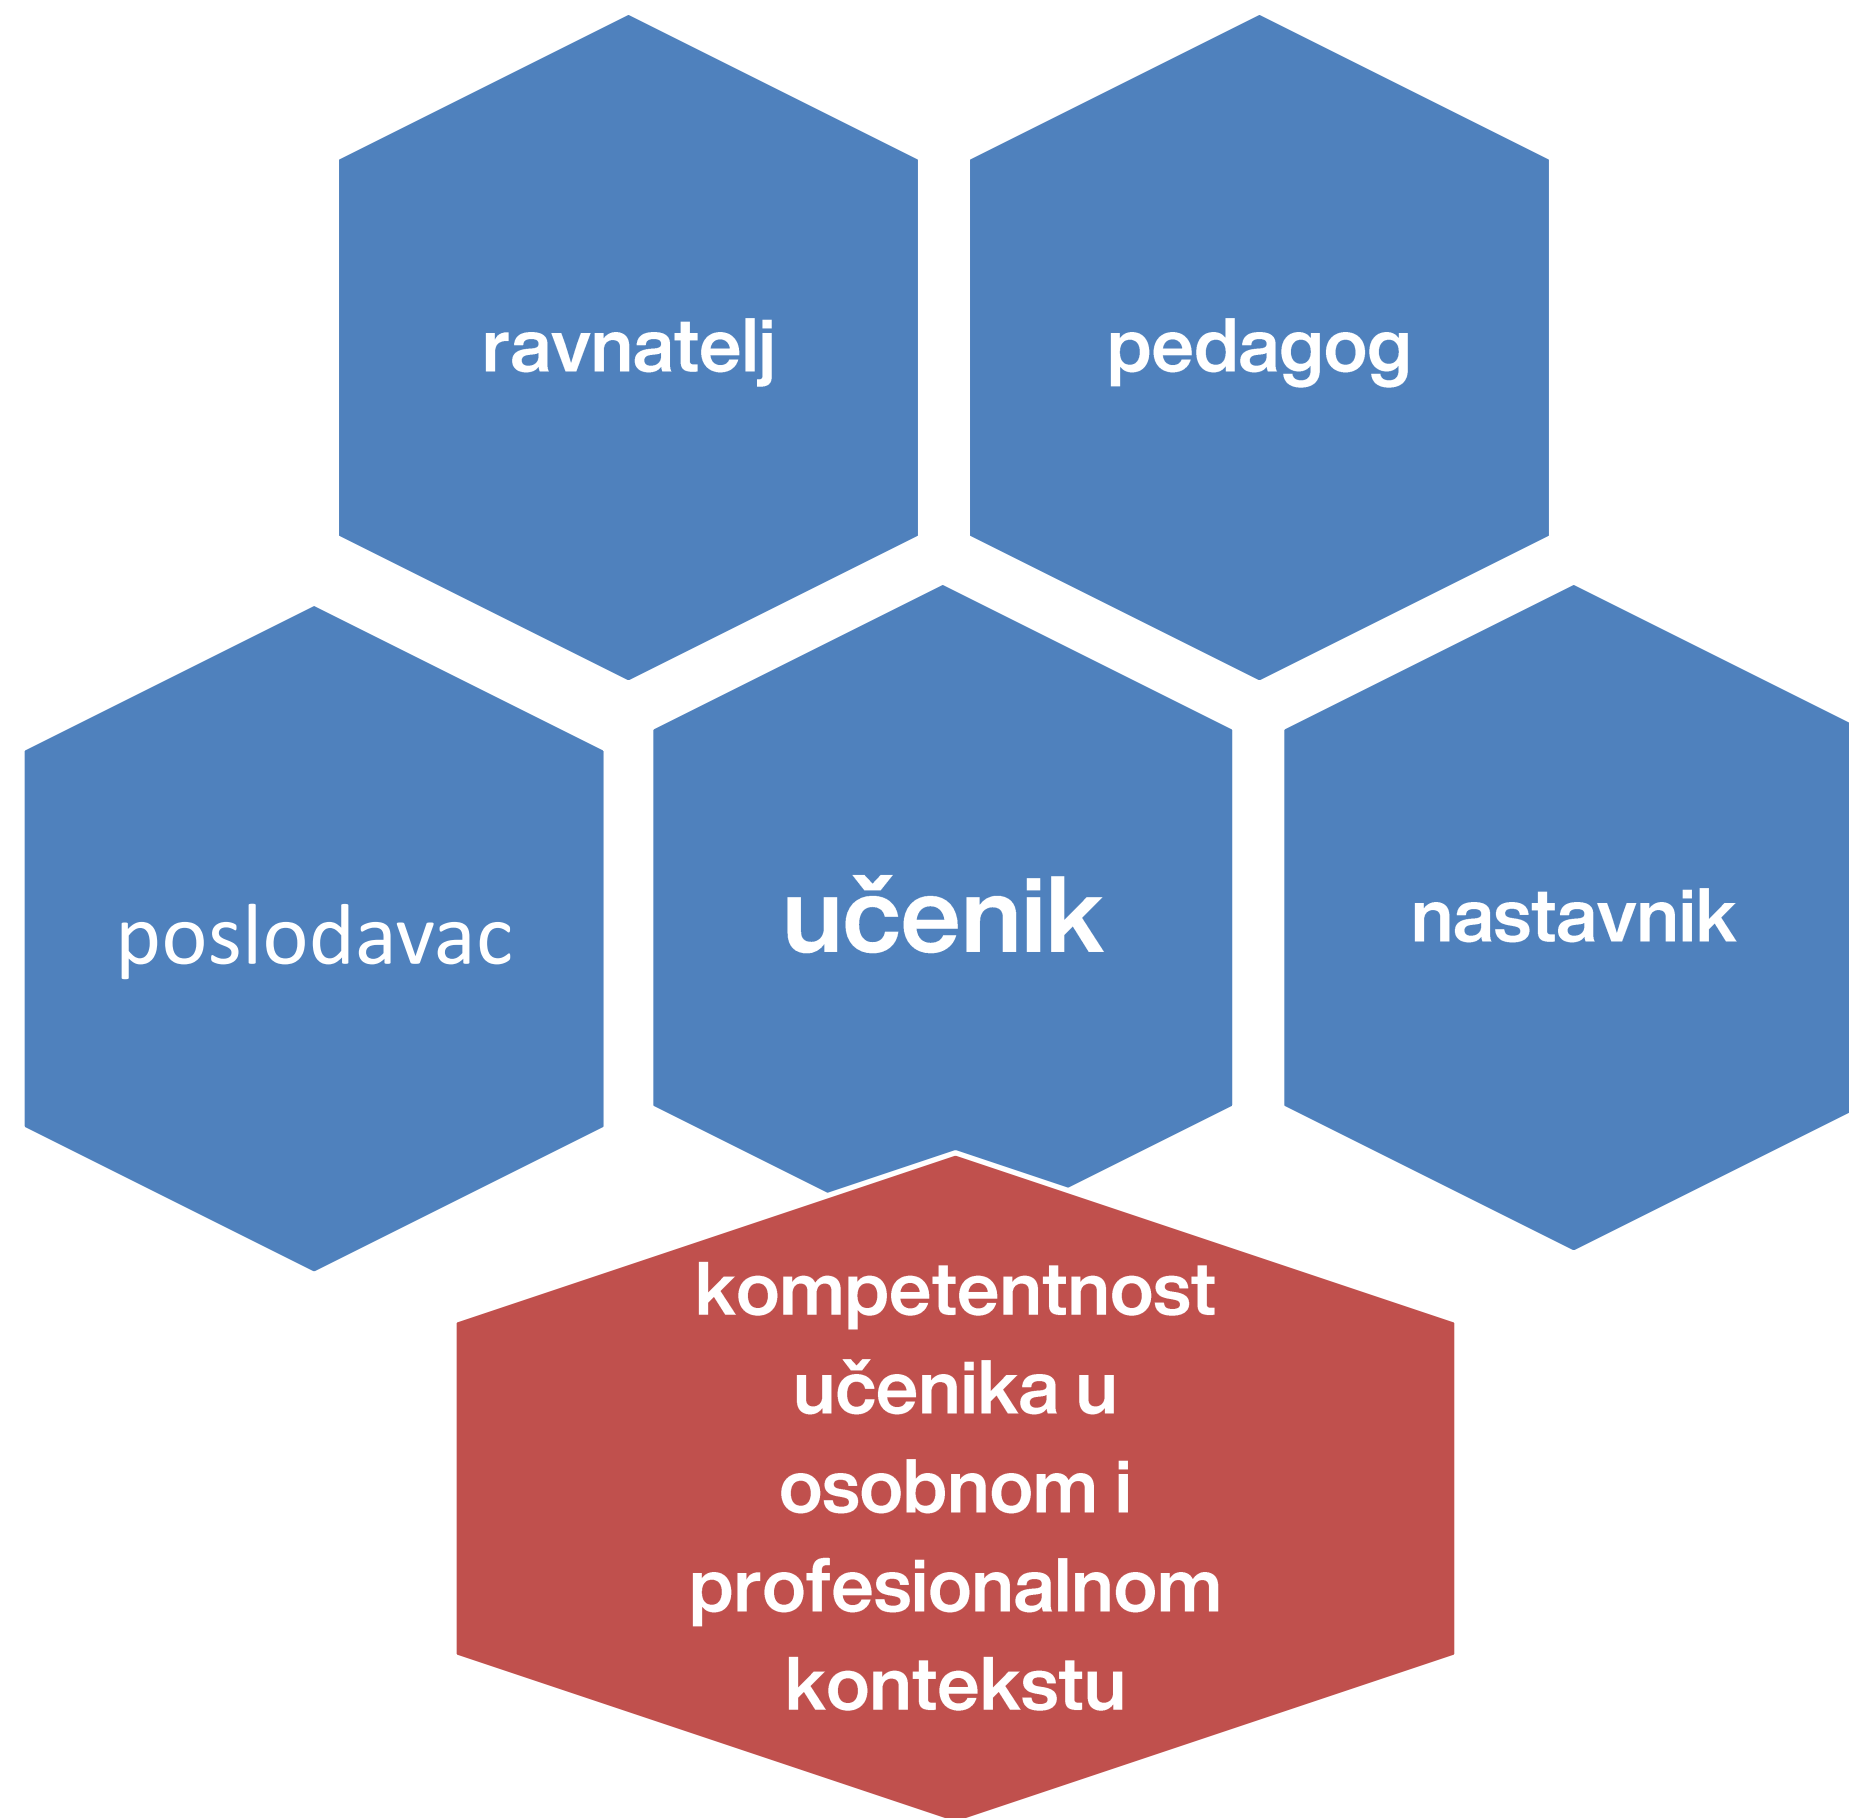 ravnatelj
pedagog
poslodavac
učenik
nastavnik
kompetentnost
učenika u
osobnom i
profesionalnom
kontekstu